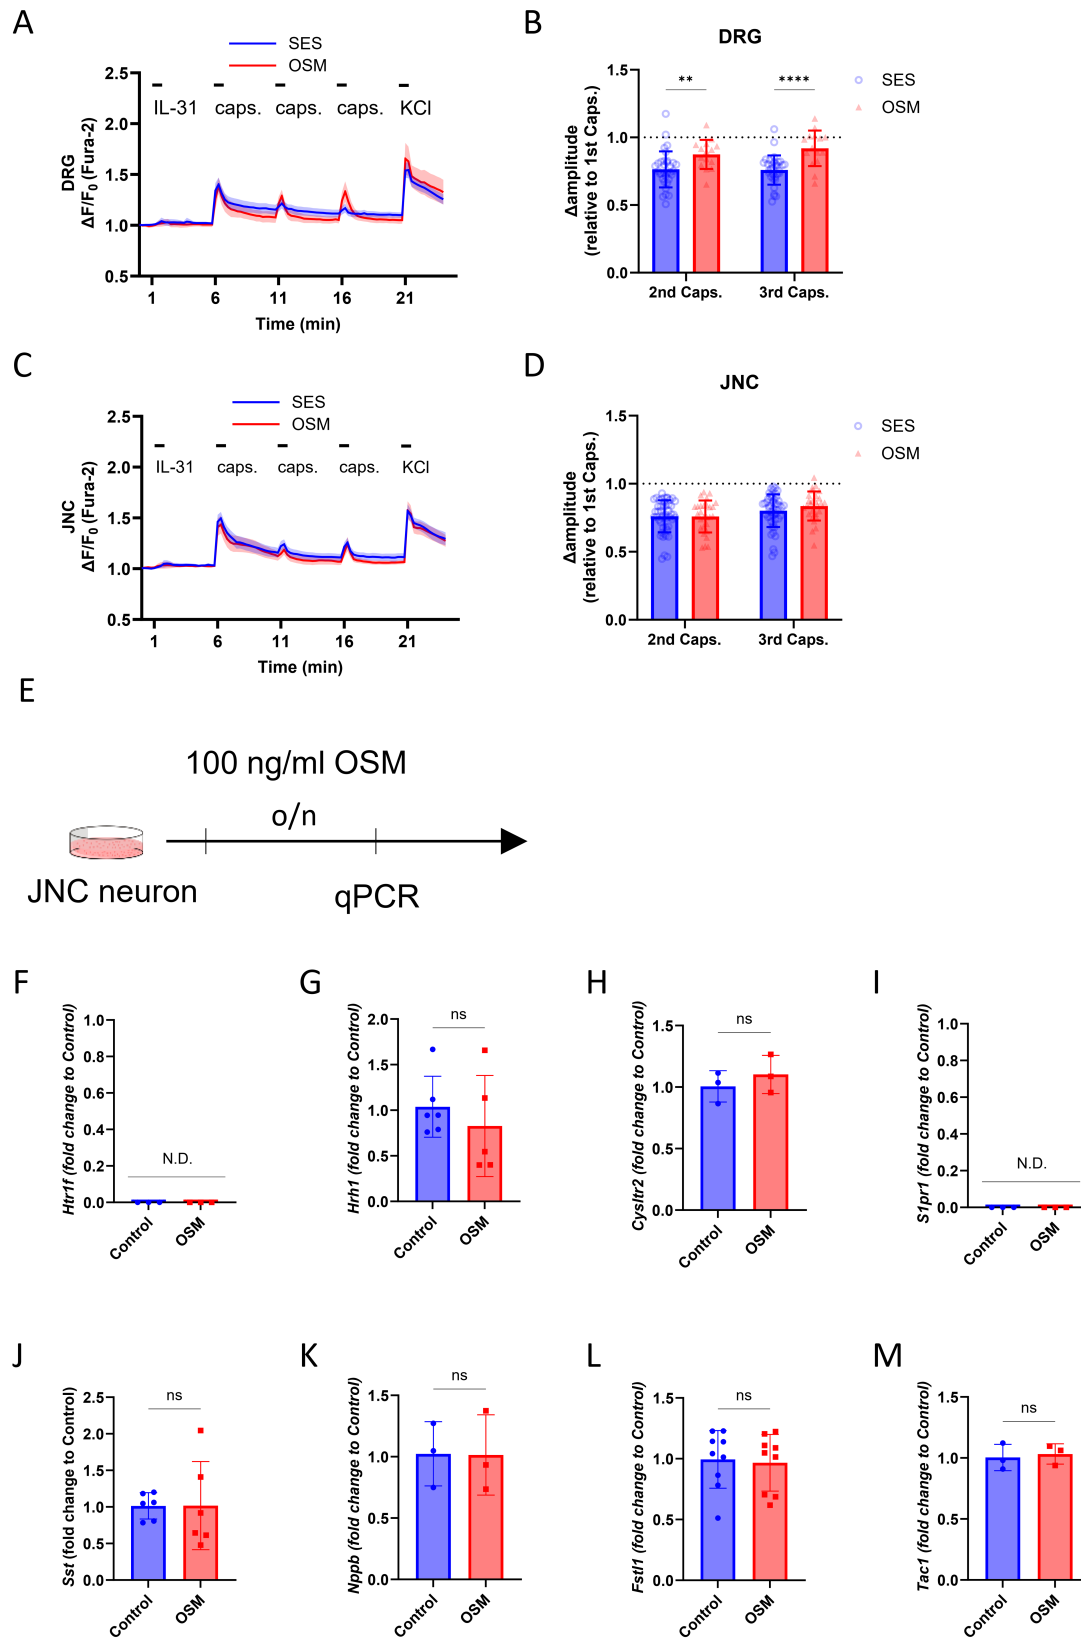 A
SES
OSM
IL-31 caps. caps. caps. KCl
DRG
ΔF/F0 (Fura-2)
2.5
2.0
1.5
1.0
0.5
1 6 11 16 21
Time (min)
B
DRG
SES
OSM
** ****
Δamplitude
(relative to 1st Caps.)
1.5
1.0
0.5
0.0
2nd Caps. 3rd Caps.
C
SES
OSM
IL-31 caps. caps. caps. KCl
JNC
ΔF/F0 (Fura-2)
2.5
2.0
1.5
1.0
0.5
1 6 11 16 21
Time (min)
D
JNC
SES
OSM
Δamplitude
(relative to 1st Caps.)
1.5
1.0
0.5
0.0
2nd Caps. 3rd Caps.
E
100 ng/ml OSM
o/n
JNC neuron
qPCR
F
Htr1f (fold change to Control)
1.0
0.8
0.6
0.4
0.2
0.0
N.D.
Control OSM
G
Hrh1 (fold change to Control)
2.0
1.5
1.0
0.5
0.0
ns
Control OSM
H
Cysltr2 (fold change to Control)
1.5
1.0
0.5
0.0
ns
Control OSM
I
S1pr1 (fold change to Control)
1.0
0.8
0.6
0.4
0.2
0.0
N.D.
Control OSM
J
Sst (fold change to Control)
2.5
2.0
1.5
1.0
0.5
0.0
ns
Control OSM
K
Nppb (fold change to Control)
1.5
1.0
0.5
0.0
ns
Control OSM
L
Fstl1 (fold change to Control)
1.5
1.0
0.5
0.0
ns
Control OSM
M
Tac1 (fold change to Control)
1.5
1.0
0.5
0.0
ns
Control OSM